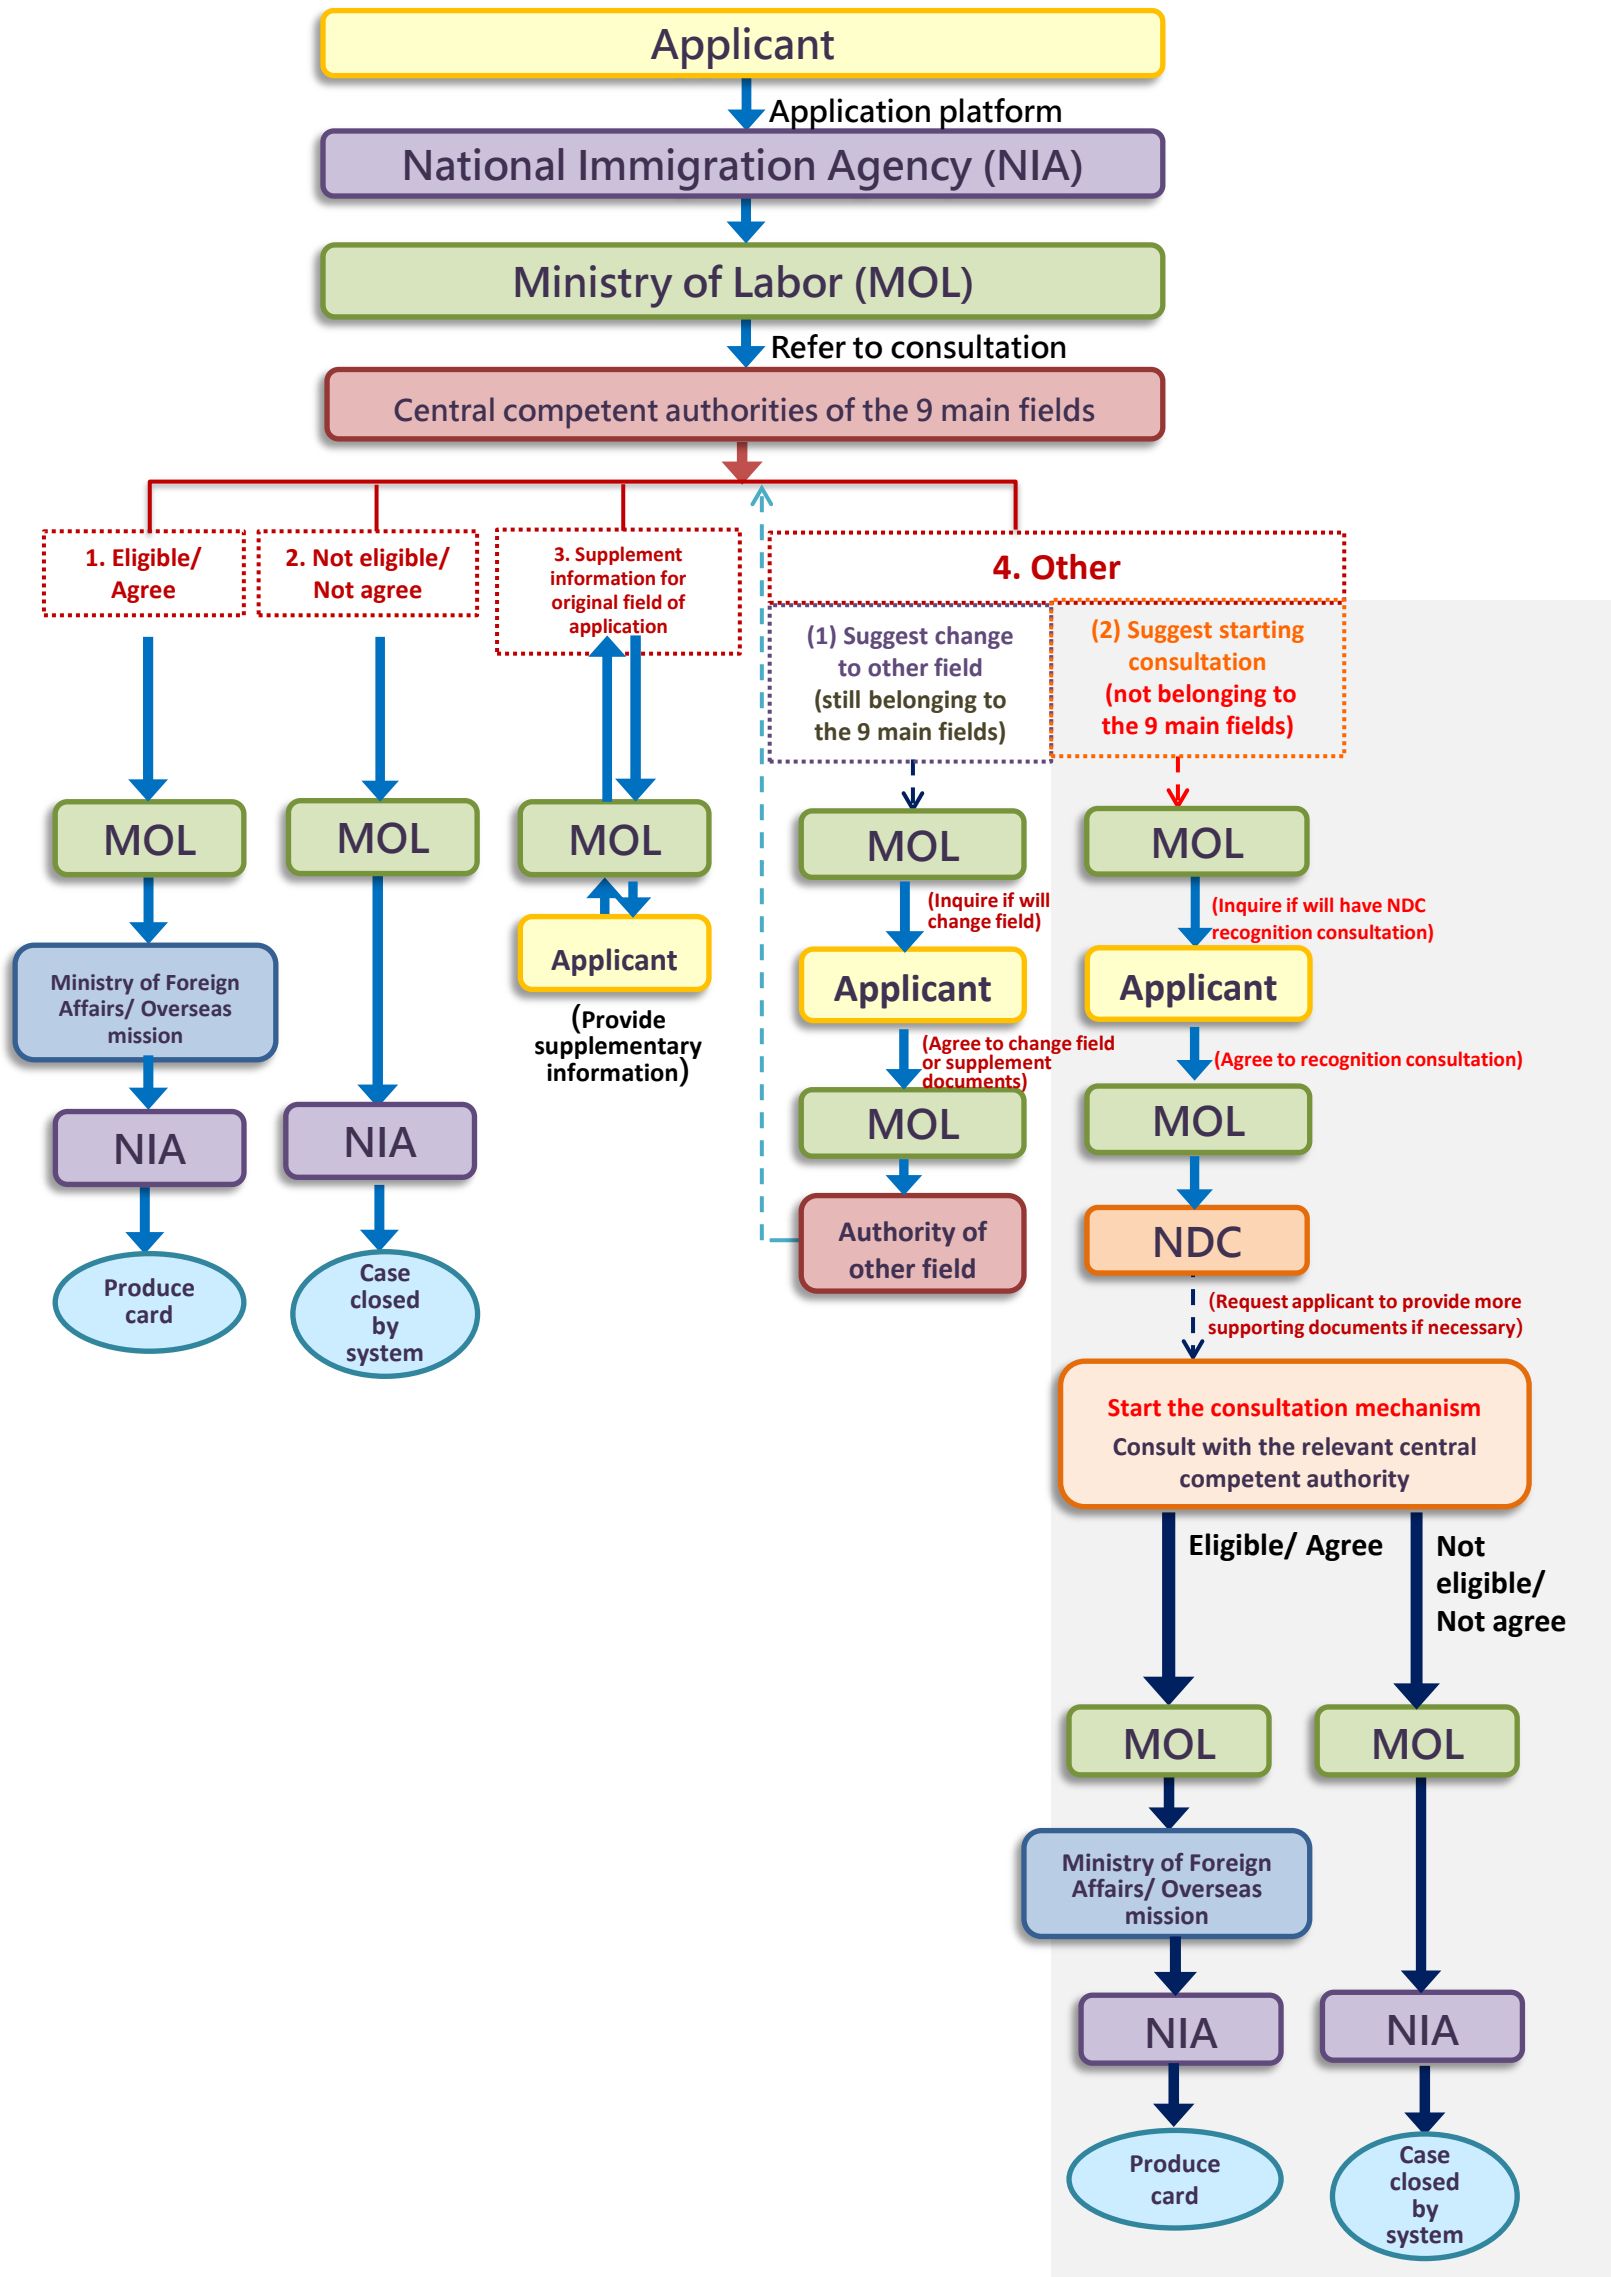 Applicant
Application platform
National Immigration Agency (NIA)
Ministry of Labor (MOL)
Refer to consultation
Central competent authorities of the 9 main fields
1. Eligible/
Agree
2. Not eligible/
Not agree
3. Supplement
information for
original field of
application
4. Other
(1) Suggest change
to other field
(still belonging to
the 9 main fields)
(2) Suggest starting
consultation
(not belonging to
the 9 main fields)
MOL
Ministry of Foreign
Affairs/ Overseas
mission
NIA
Produce
card
MOL
NIA
Case
closed
by
system
MOL
Applicant
(Provide
supplementary
information)
MOL
(Inquire if will
change field)
Applicant
(Agree to change field
or supplement
documents)
MOL
Authority of
other field
MOL
(Inquire if will have NDC
recognition consultation)
Applicant
(Agree to recognition consultation)
MOL
NDC
(Request applicant to provide more
supporting documents if necessary)
Start the consultation mechanism
Consult with the relevant central
competent authority
Eligible/ Agree
MOL
Ministry of Foreign
Affairs/ Overseas
mission
NIA
Produce
card
Not
eligible/
Not agree
MOL
NIA
Case
closed
by
system